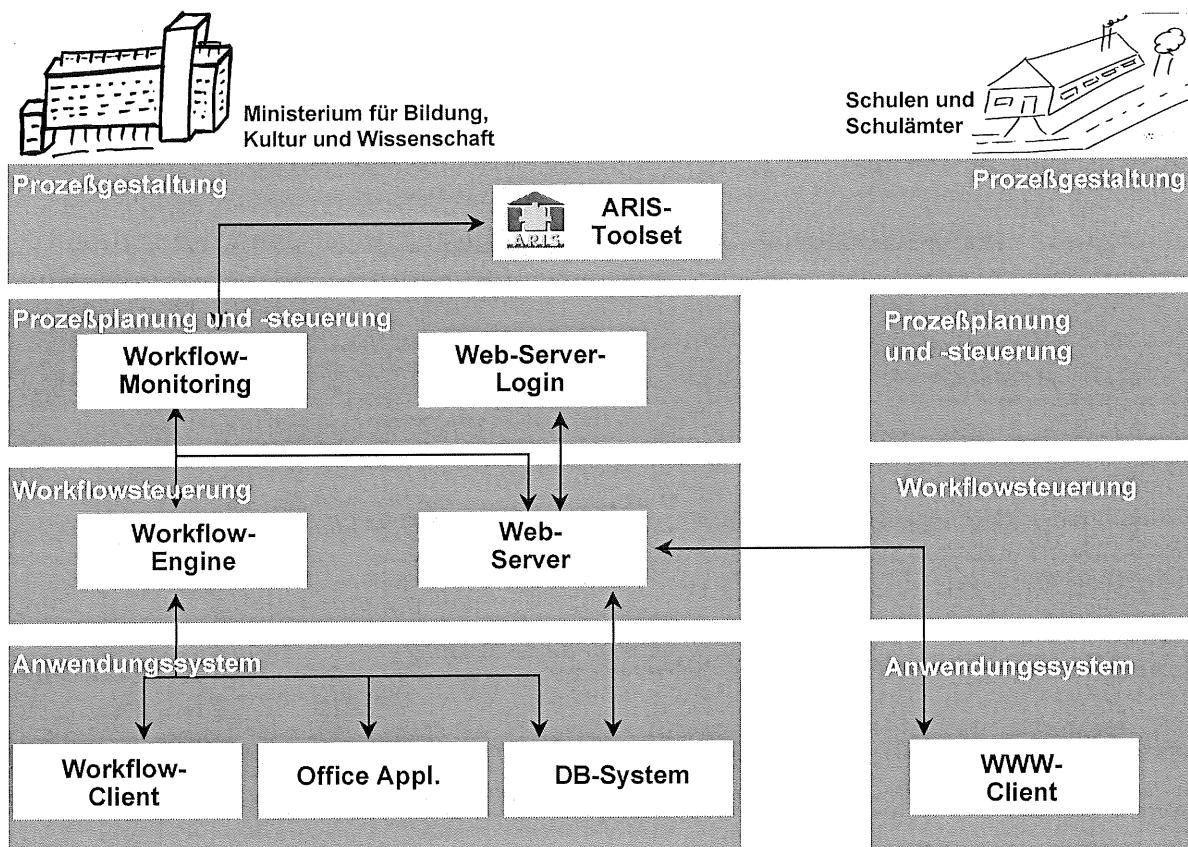 Ministerium für Bildung,
Kultur und Wissenschaft
Schulen und
Schulämter
Prozeßgestaltung
Prozeßgestaltung
ARIS
ARIS-
Toolset
Prozeßplanung und -steuerung
Workflow-
Monitoring
Web-Server-
Login
Prozeßplanung
und -steuerung
Workflowsteuerung
Workflow-
Engine
Web-
Server
Workflowsteuerung
Anwendungssystem
Workflow-
Client
Office Appl.
DB-System
Anwendungssystem
WWW-
Client